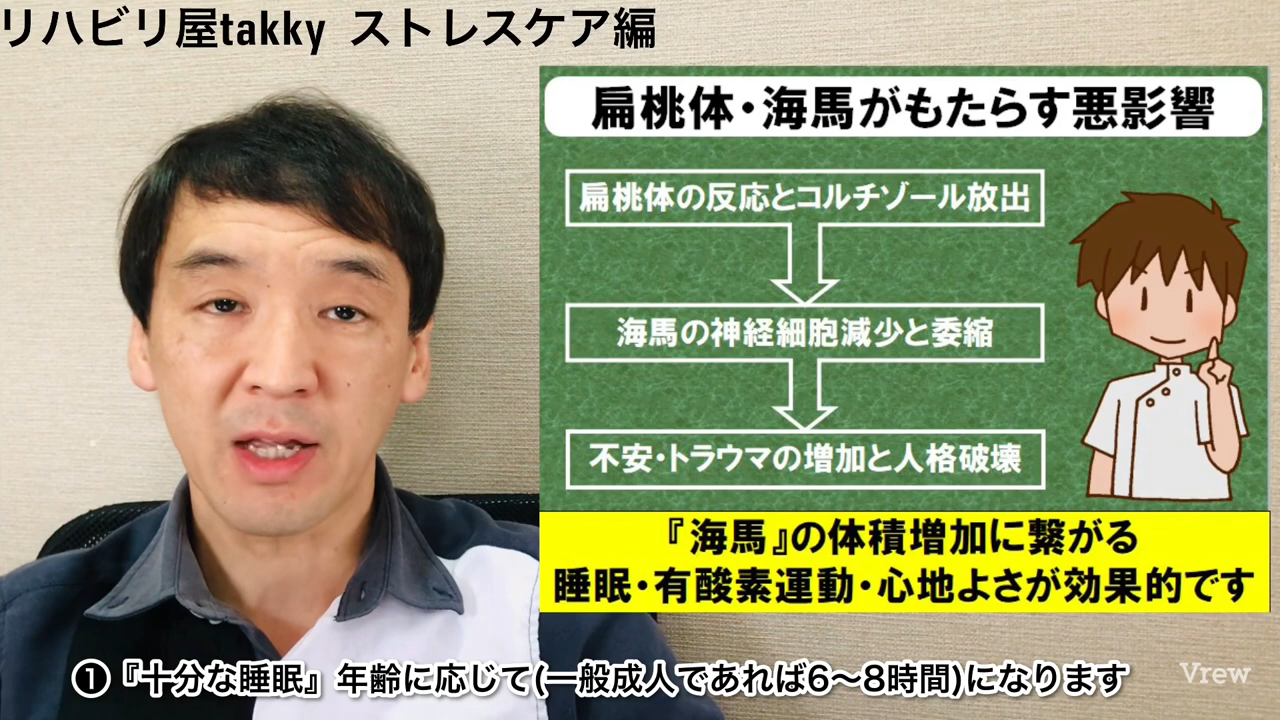 リハビリ屋takky ストレスケア編
扁桃体・海馬がもたらす悪影響
扁桃体の反応とコルチゾール放出
海馬の神経細胞減少と委縮
不安・トラウマの増加と人格破壊
『海馬』の体積増加に繋がる
睡眠・有酸素運動・心地よさが効果的です
①『十分な睡眠』年齢に応じて(一般成人であれば6〜8時間)になります
Vrew